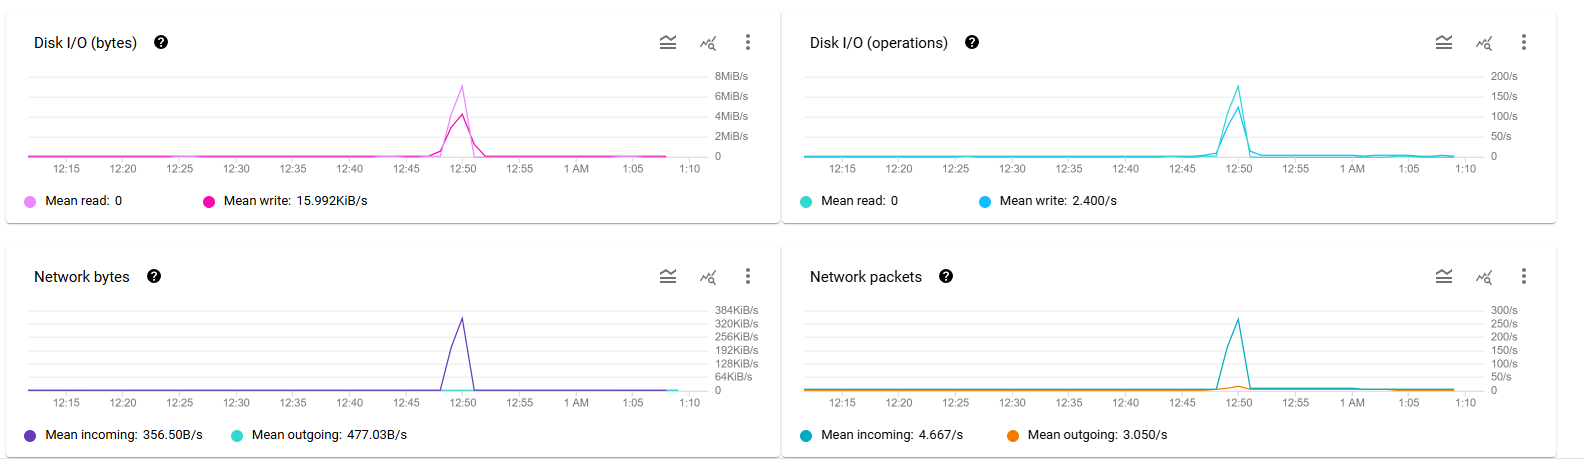 Disk I/O (bytes)
8MiB/s
6MiB/s
4MiB/s
2MiB/s
0
12:15 12:20 12:25 12:30 12:35 12:40 12:45 12:50 12:55 1 AM 1:05 1:10
Mean read: 0 Mean write: 15.992KiB/s
Disk I/O (operations)
200/s
150/s
100/s
50/s
0
12:15 12:20 12:25 12:30 12:35 12:40 12:45 12:50 12:55 1 AM 1:05 1:10
Mean read: 0 Mean write: 2.400/s
Network bytes
384KiB/s
320KiB/s
256KiB/s
192KiB/s
128KiB/s
64KiB/s
0
12:15 12:20 12:25 12:30 12:35 12:40 12:45 12:50 12:55 1 AM 1:05 1:10
Mean incoming: 356.50B/s Mean outgoing: 477.03B/s
Network packets
300/s
250/s
200/s
150/s
100/s
50/s
0
12:15 12:20 12:25 12:30 12:35 12:40 12:45 12:50 12:55 1 AM 1:05 1:10
Mean incoming: 4.667/s Mean outgoing: 3.050/s